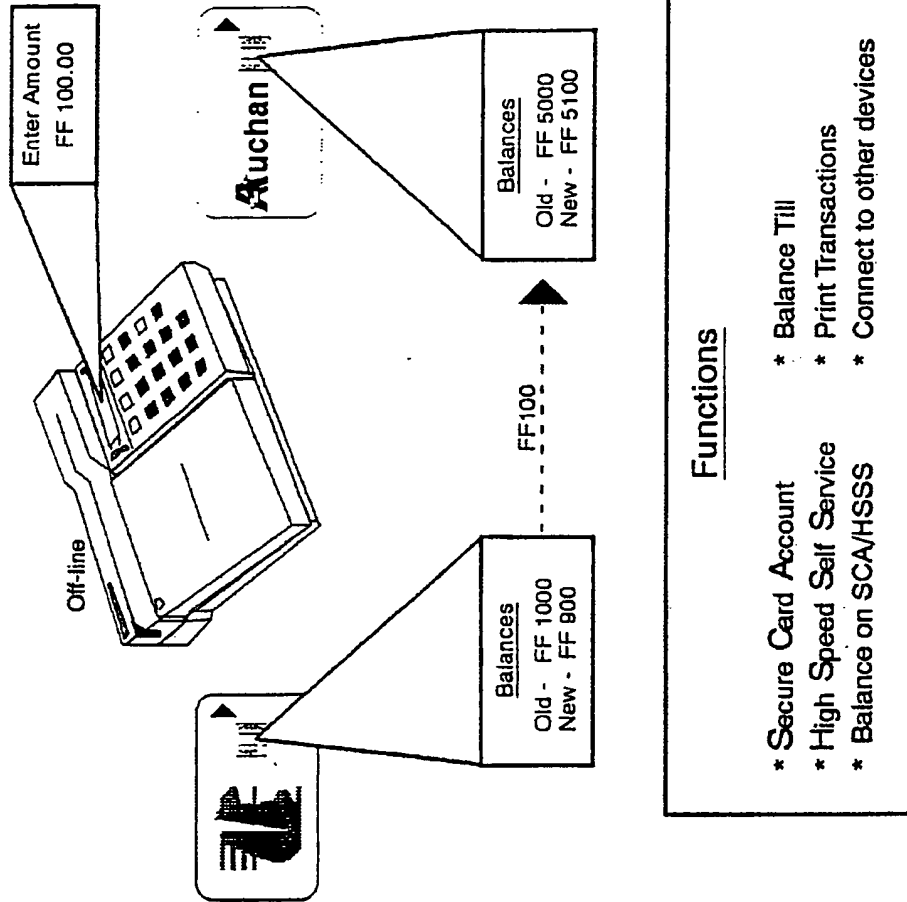 Enter Amount
FF 100.00
Off-line
Auchan
Balances
Old - FF 1000
New - FF 900
FF100
Balances
Old - FF 5000
New - FF 5100
Functions
* Secure Card Account
* High Speed Self Service
* Balance on SCA/HSSS
* Balance Till
* Print Transactions
* Connect to other devices